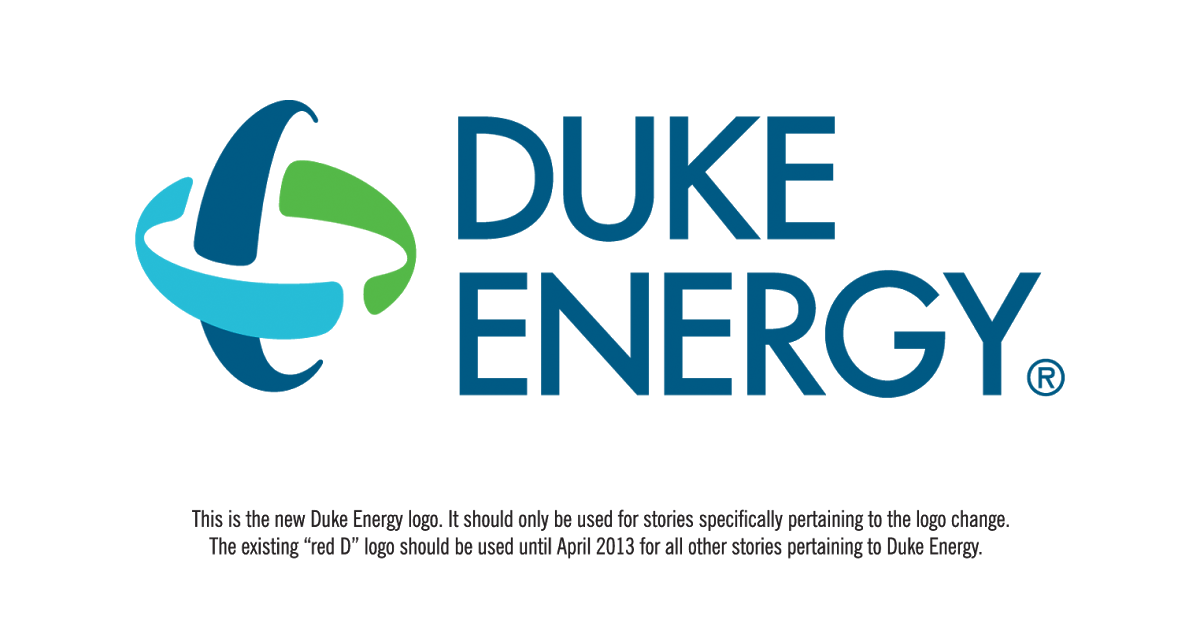 DUKE
ENERGY®
This is the new Duke Energy logo. It should only be used for stories specifically pertaining to the logo change.
The existing “red D” logo should be used until April 2013 for all other stories pertaining to Duke Energy.